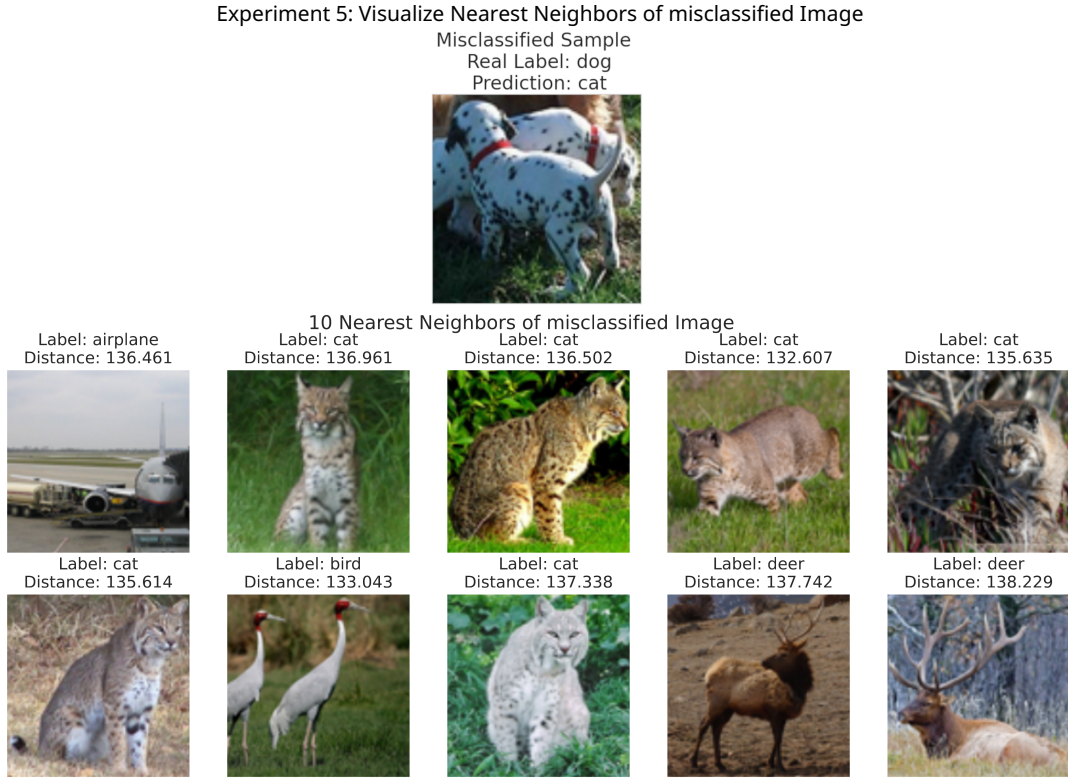 Experiment 5: Visualize Nearest Neighbors of misclassified Image
Misclassified Sample
Real Label: dog
Prediction: cat
10 Nearest Neighbors of misclassified Image
Label: airplane
Distance: 136.461
Label: cat
Distance: 136.961
Label: cat
Distance: 136.502
Label: cat
Distance: 132.607
Label: cat
Distance: 135.635
Label: cat
Distance: 135.614
Label: bird
Distance: 133.043
Label: cat
Distance: 137.338
Label: deer
Distance: 137.742
Label: deer
Distance: 138.229